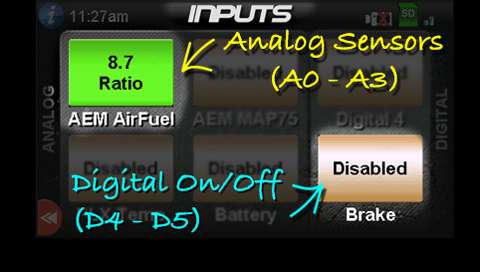 11:27am
INPUTS
SD
Analog Sensors
(A0 - A3)
8.7
Ratio
Disabled
Disabled
AEM AirFuel
AEM MAP75
Digital 4
ANALOG
DIGITAL
Disabled
Disabled
Disabled
Digital On/Off
(D4 - D5)
Battery
Brake